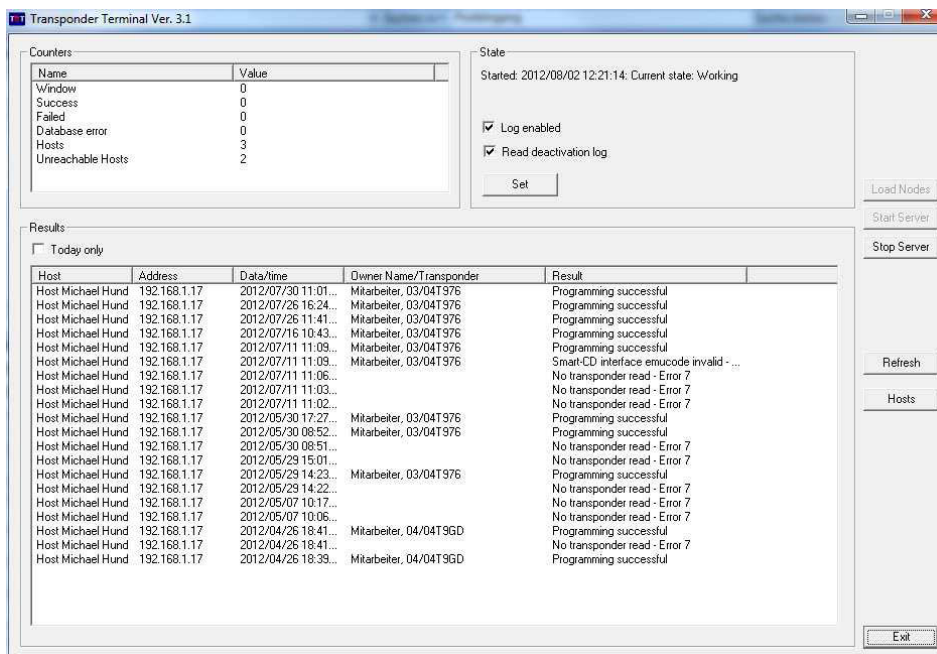 Transponder Terminal Ver. 3.1
Counters
Name Value
Window 0
Success 0
Failed 0
Database error 0
Hosts 3
Unreachable Hosts 2
State
Started: 2012/08/02 12:21:14: Current state: Working
Log enabled
Read deactivation log
Set
Load Nodes
Start Server
Stop Server
Refresh
Hosts
Exit
Results
Today only
Host Address Data/time Owner Name/Transponder Result
Host Michael Hund 192.168.1.17 2012/07/30 11:01... Mitarbeiter, 03/04T976 Programming successful
Host Michael Hund 192.168.1.17 2012/07/26 16:24... Mitarbeiter, 03/04T976 Programming successful
Host Michael Hund 192.168.1.17 2012/07/26 11:41... Mitarbeiter, 03/04T976 Programming successful
Host Michael Hund 192.168.1.17 2012/07/16 10:43... Mitarbeiter, 03/04T976 Programming successful
Host Michael Hund 192.168.1.17 2012/07/11 11:09... Mitarbeiter, 03/04T976 Programming successful
Host Michael Hund 192.168.1.17 2012/07/11 11:09... Mitarbeiter, 03/04T976 Smart-CD interface emucode invalid - ...
Host Michael Hund 192.168.1.17 2012/07/11 11:06... No transponder read - Error 7
Host Michael Hund 192.168.1.17 2012/07/11 11:03... No transponder read - Error 7
Host Michael Hund 192.168.1.17 2012/07/11 11:02... No transponder read - Error 7
Host Michael Hund 192.168.1.17 2012/05/30 17:27... Mitarbeiter, 03/04T976 Programming successful
Host Michael Hund 192.168.1.17 2012/05/30 08:52... Mitarbeiter, 03/04T976 Programming successful
Host Michael Hund 192.168.1.17 2012/05/30 08:51... No transponder read - Error 7
Host Michael Hund 192.168.1.17 2012/05/29 15:01... No transponder read - Error 7
Host Michael Hund 192.168.1.17 2012/05/29 14:23... Mitarbeiter, 03/04T976 Programming successful
Host Michael Hund 192.168.1.17 2012/05/29 14:22... No transponder read - Error 7
Host Michael Hund 192.168.1.17 2012/05/07 10:17... No transponder read - Error 7
Host Michael Hund 192.168.1.17 2012/05/07 10:06... No transponder read - Error 7
Host Michael Hund 192.168.1.17 2012/04/26 18:41... Mitarbeiter, 04/04T9GD Programming successful
Host Michael Hund 192.168.1.17 2012/04/26 18:41... No transponder read - Error 7
Host Michael Hund 192.168.1.17 2012/04/26 18:39... Mitarbeiter, 04/04T9GD Programming successful